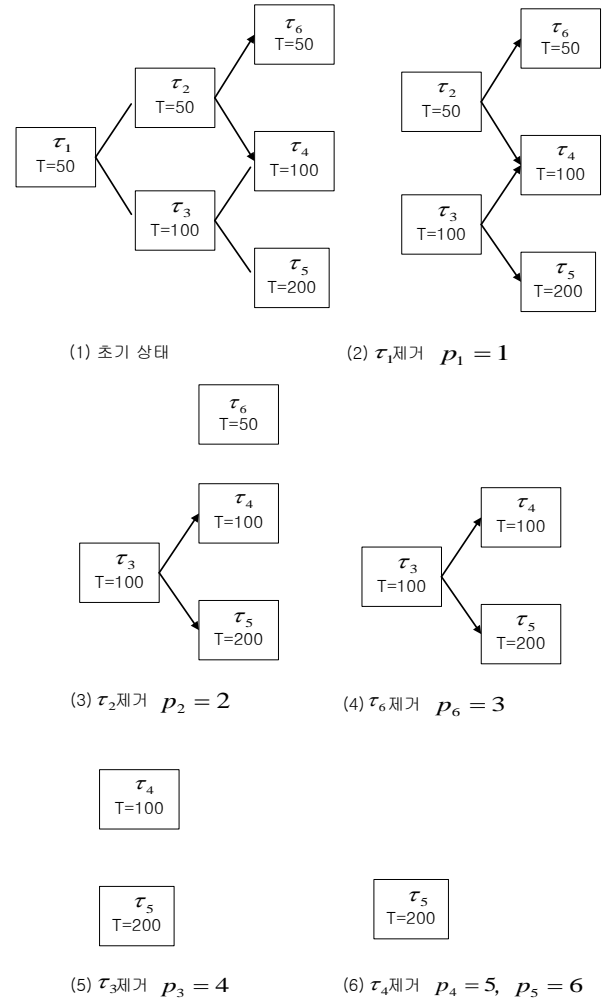 τ₁
T=50
τ₂
T=50
τ₃
T=100
τ₆
T=50
τ₄
T=100
τ₅
T=200
(1) 초기 상태
τ₂
T=50
τ₃
T=100
τ₆
T=50
τ₄
T=100
τ₅
T=200
(2) τ₁제거 p₁ = 1
τ₆
T=50
τ₃
T=100
τ₄
T=100
τ₅
T=200
(3) τ₂제거 p₂ = 2
τ₃
T=100
τ₄
T=100
τ₅
T=200
(4) τ₆제거 p₆ = 3
τ₄
T=100
τ₅
T=200
(5) τ₃제거 p₃ = 4
τ₅
T=200
(6) τ₄제거 p₄ = 5, p₅ = 6